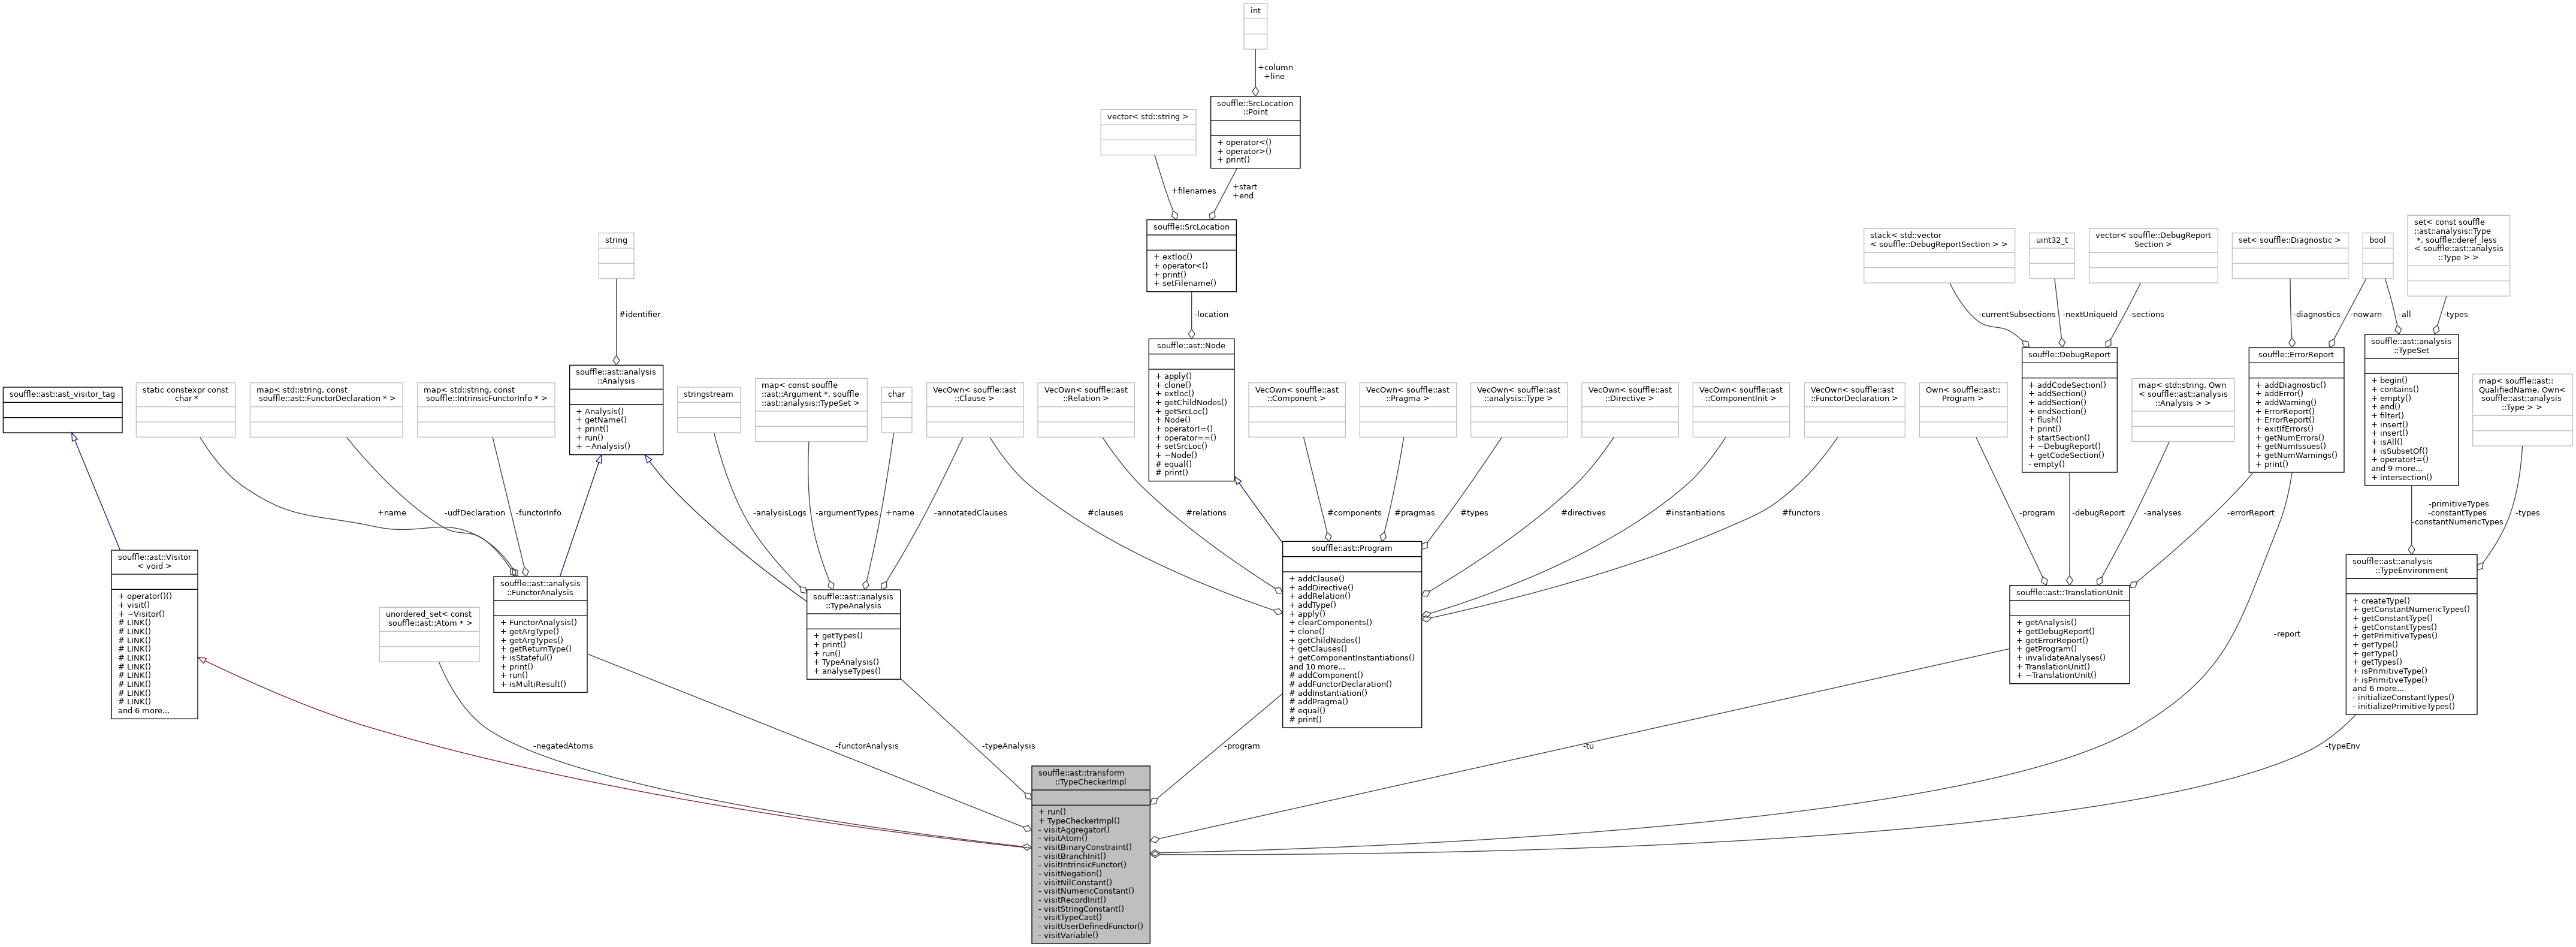 int
+column
+line
souffle::SrcLocation
::Point
+ operator<()
+ operator>()
+ print()
vector< std::string >
+filenames
+start
+end
souffle::SrcLocation
+ extloc()
+ operator<()
+ print()
+ setFilename()
-location
string
#identifier
stack< std::vector
< souffle::DebugReportSection > >
uint32_t
vector< souffle::DebugReport
Section >
set< souffle::Diagnostic >
bool
set< const souffle
::ast::analysis::Type
*, souffle::deref_less
< souffle::ast::analysis
::Type > >
-currentSubsections
-nextUniqueId
-sections
-diagnostics
-nowarn
-all
-types
souffle::ast::ast_visitor_tag
static constexpr const
char *
map< std::string, const
souffle::ast::FunctorDeclaration * >
map< std::string, const
souffle::IntrinsicFunctorInfo * >
souffle::ast::analysis
::Analysis
+ Analysis()
+ getName()
+ print()
+ run()
+ ~Analysis()
stringstream
map< const souffle
::ast::Argument *, souffle
::ast::analysis::TypeSet >
char
VecOwn< souffle::ast
::Clause >
VecOwn< souffle::ast
::Relation >
souffle::ast::Node
+ apply()
+ clone()
+ extloc()
+ getChildNodes()
+ getSrcLoc()
+ Node()
+ operator!=()
+ operator==()
+ setSrcLoc()
+ ~Node()
# equal()
# print()
VecOwn< souffle::ast
::Component >
VecOwn< souffle::ast
::Pragma >
VecOwn< souffle::ast
::analysis::Type >
VecOwn< souffle::ast
::Directive >
VecOwn< souffle::ast
::ComponentInit >
VecOwn< souffle::ast
::FunctorDeclaration >
Own< souffle::ast::
Program >
souffle::DebugReport
+ addCodeSection()
+ addSection()
+ addSection()
+ endSection()
+ flush()
+ print()
+ startSection()
+ ~DebugReport()
+ getCodeSection()
- empty()
map< std::string, Own
< souffle::ast::analysis
::Analysis > >
souffle::ErrorReport
+ addDiagnostic()
+ addError()
+ addWarning()
+ ErrorReport()
+ ErrorReport()
+ exitIfErrors()
+ getNumErrors()
+ getNumIssues()
+ getNumWarnings()
+ print()
souffle::ast::analysis
::TypeSet
+ begin()
+ contains()
+ empty()
+ end()
+ filter()
+ insert()
+ insert()
+ isAll()
+ isSubsetOf()
+ operator!=()
and 9 more...
+ intersection()
map< souffle::ast::
QualifiedName, Own<
souffle::ast::analysis
::Type > >
+name
-udfDeclaration
-functorInfo
-analysisLogs
-argumentTypes
+name
-annotatedClauses
#clauses
#relations
#components
#pragmas
#types
#directives
#instantiations
#functors
-program
-debugReport
-analyses
-errorReport
-primitiveTypes
-constantTypes
-constantNumericTypes
-types
souffle::ast::Visitor
< void >
+ operator()()
+ visit()
+ ~Visitor()
# LINK()
# LINK()
# LINK()
# LINK()
# LINK()
# LINK()
# LINK()
# LINK()
# LINK()
# LINK()
and 6 more...
unordered_set< const
souffle::ast::Atom * >
souffle::ast::analysis
::FunctorAnalysis
+ FunctorAnalysis()
+ getArgType()
+ getArgTypes()
+ getReturnType()
+ isStateful()
+ print()
+ run()
+ isMultiResult()
souffle::ast::analysis
::TypeAnalysis
+ getTypes()
+ print()
+ run()
+ TypeAnalysis()
+ analyseTypes()
souffle::ast::Program
+ addClause()
+ addDirective()
+ addRelation()
+ addType()
+ apply()
+ clearComponents()
+ clone()
+ getChildNodes()
+ getClauses()
+ getComponentInstantiations()
and 10 more...
# addComponent()
# addFunctorDeclaration()
# addInstantiation()
# addPragma()
# equal()
# print()
souffle::ast::TranslationUnit
+ getAnalysis()
+ getDebugReport()
+ getErrorReport()
+ getProgram()
+ invalidateAnalyses()
+ TranslationUnit()
+ ~TranslationUnit()
souffle::ast::analysis
::TypeEnvironment
+ createType()
+ getConstantNumericTypes()
+ getConstantType()
+ getConstantTypes()
+ getPrimitiveTypes()
+ getType()
+ getType()
+ getTypes()
+ isPrimitiveType()
+ isPrimitiveType()
and 6 more...
- initializeConstantTypes()
- initializePrimitiveTypes()
-report
-negatedAtoms
-functorAnalysis
-typeAnalysis
-program
-tu
-typeEnv
souffle::ast::transform
::TypeCheckerImpl
+ run()
+ TypeCheckerImpl()
- visitAggregator()
- visitAtom()
- visitBinaryConstraint()
- visitBranchInit()
- visitIntrinsicFunctor()
- visitNegation()
- visitNilConstant()
- visitNumericConstant()
- visitRecordInit()
- visitStringConstant()
- visitTypeCast()
- visitUserDefinedFunctor()
- visitVariable()